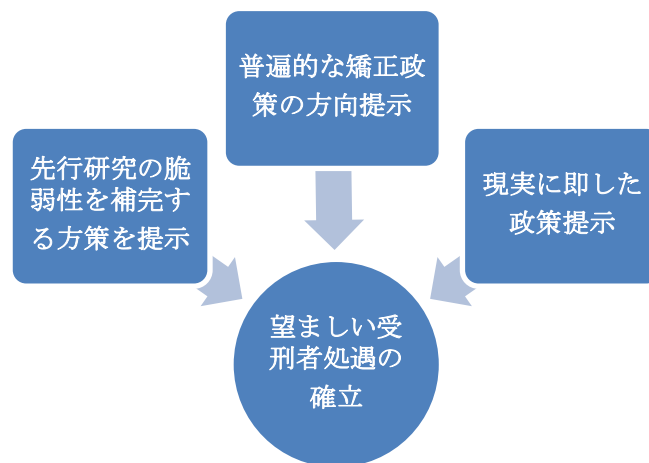 普遍的な矯正政
策の方向提示
先行研究の脆
弱性を補完す
る方策を提示
現実に即した
政策提示
望ましい受
刑者処遇の
確立